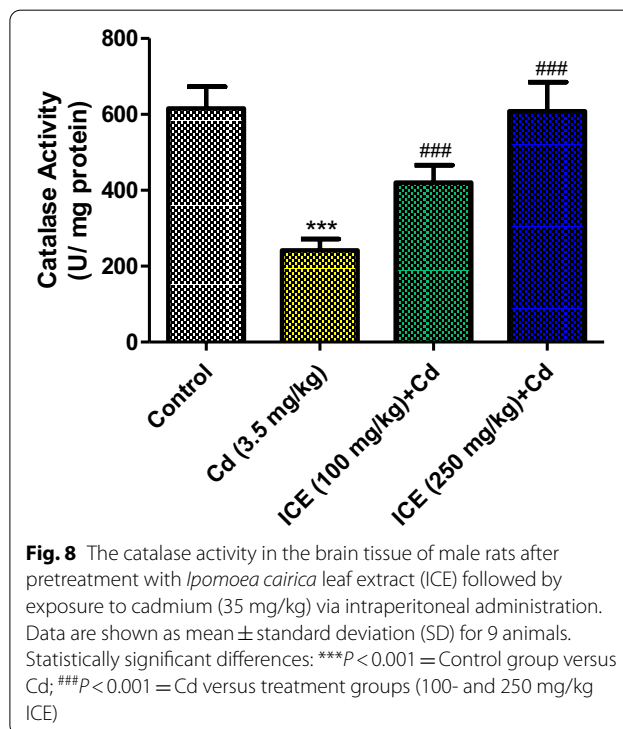 800
600
400
200
0
Catalase Activity
(U/ mg protein)
***
###
###
Control
Cd (3.5 mg/kg)
ICE (100 mg/kg)+Cd
ICE (250 mg/kg)+Cd
Fig. 8 The catalase activity in the brain tissue of male rats after
pretreatment with Ipomoea cairica leaf extract (ICE) followed by
exposure to cadmium (35 mg/kg) via intraperitoneal administration.
Data are shown as mean ± standard deviation (SD) for 9 animals.
Statistically significant differences: ***P < 0.001 = Control group versus
Cd; ###P < 0.001 = Cd versus treatment groups (100- and 250 mg/kg
ICE)